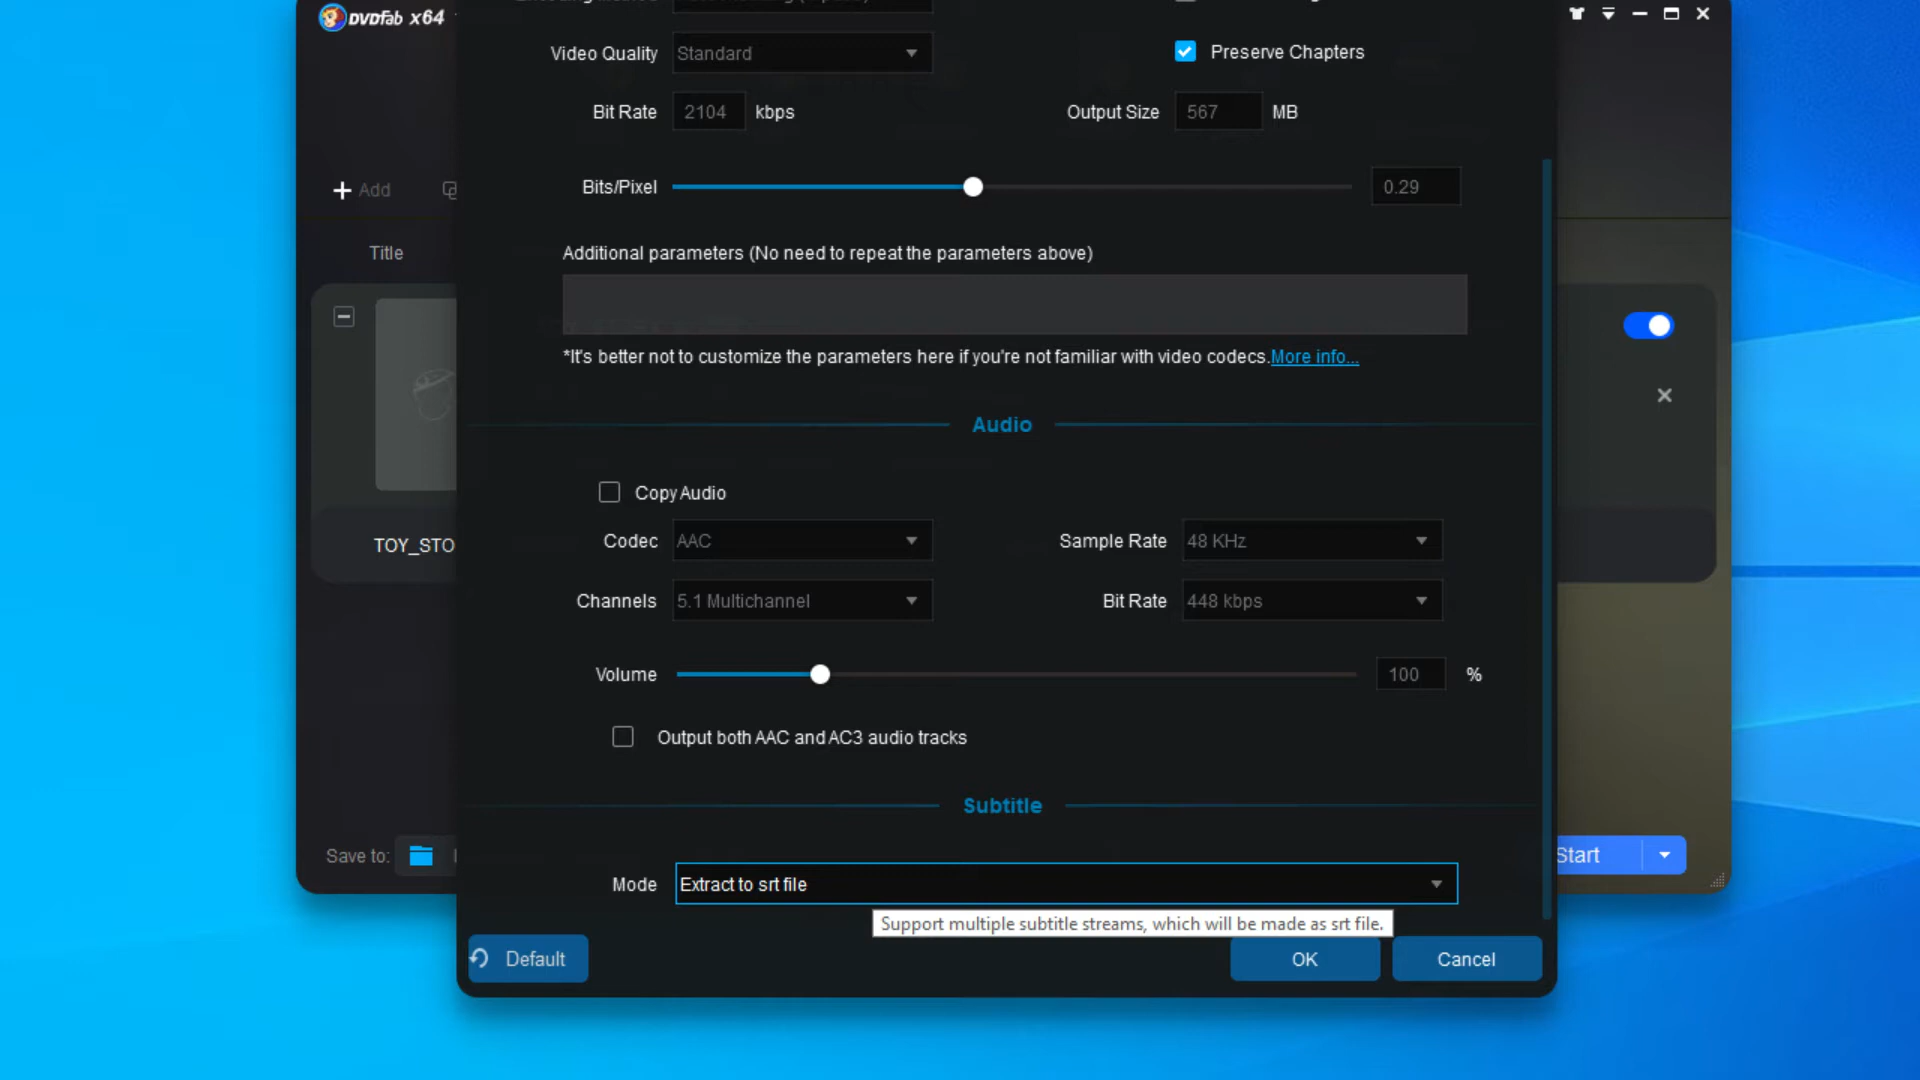 DVDFab x64
Video Quality Standard Preserve Chapters
Bit Rate 2104 kbps Output Size 567 MB
Add Bits/Pixel 0.29
Title Additional parameters (No need to repeat the parameters above)
*It's better not to customize the parameters here if you're not familiar with video codecs.More info...
Audio
Copy Audio
TOY_STO Codec AAC Sample Rate 48 KHz
Channels 5.1 Multichannel Bit Rate 448 kbps
Volume 100 %
Output both AAC and AC3 audio tracks
Subtitle
Save to: Start
Mode Extract to srt file
Support multiple subtitle streams, which will be made as srt file.
Default OK Cancel